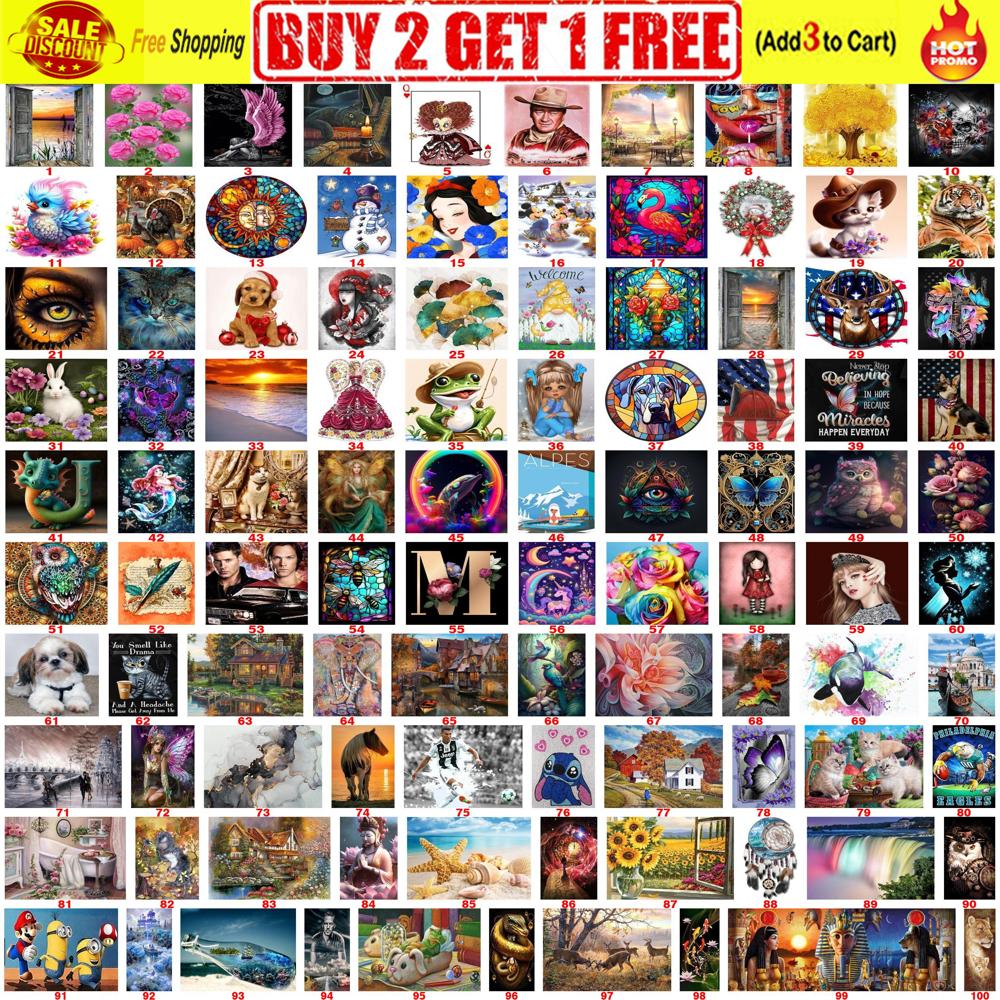 SALE
DISCOUNT
Free Shopping
BUY 2 GET 1 FREE
(Add3 to Cart)
HOT
PROMO
1 2 3 4 5 6 7 8 9 10
Q
Q
11 12 13 14 15 16 17 18 19 20
Welcome
21 22 23 24 25 26 27 28 29 30
Never Stop
Believing
IN HOPE
BECAUSE
Miracles
HAPPEN EVERYDAY
31 32 33 34 35 36 37 38 39 40
J
ALPES
41 42 43 44 45 46 47 48 49 50
M
51 52 53 54 55 56 57 58 59 60
You Smell Like
Drama
And A Headache
Please Get Away From Me
61 62 63 64 65 66 67 68 69 70
Jeep
PHILADELPHIA
EAGLES
71 72 73 74 75 76 77 78 79 80
81 82 83 84 85 86 87 88 89 90
M
91 92 93 94 95 96 97 98 99 100